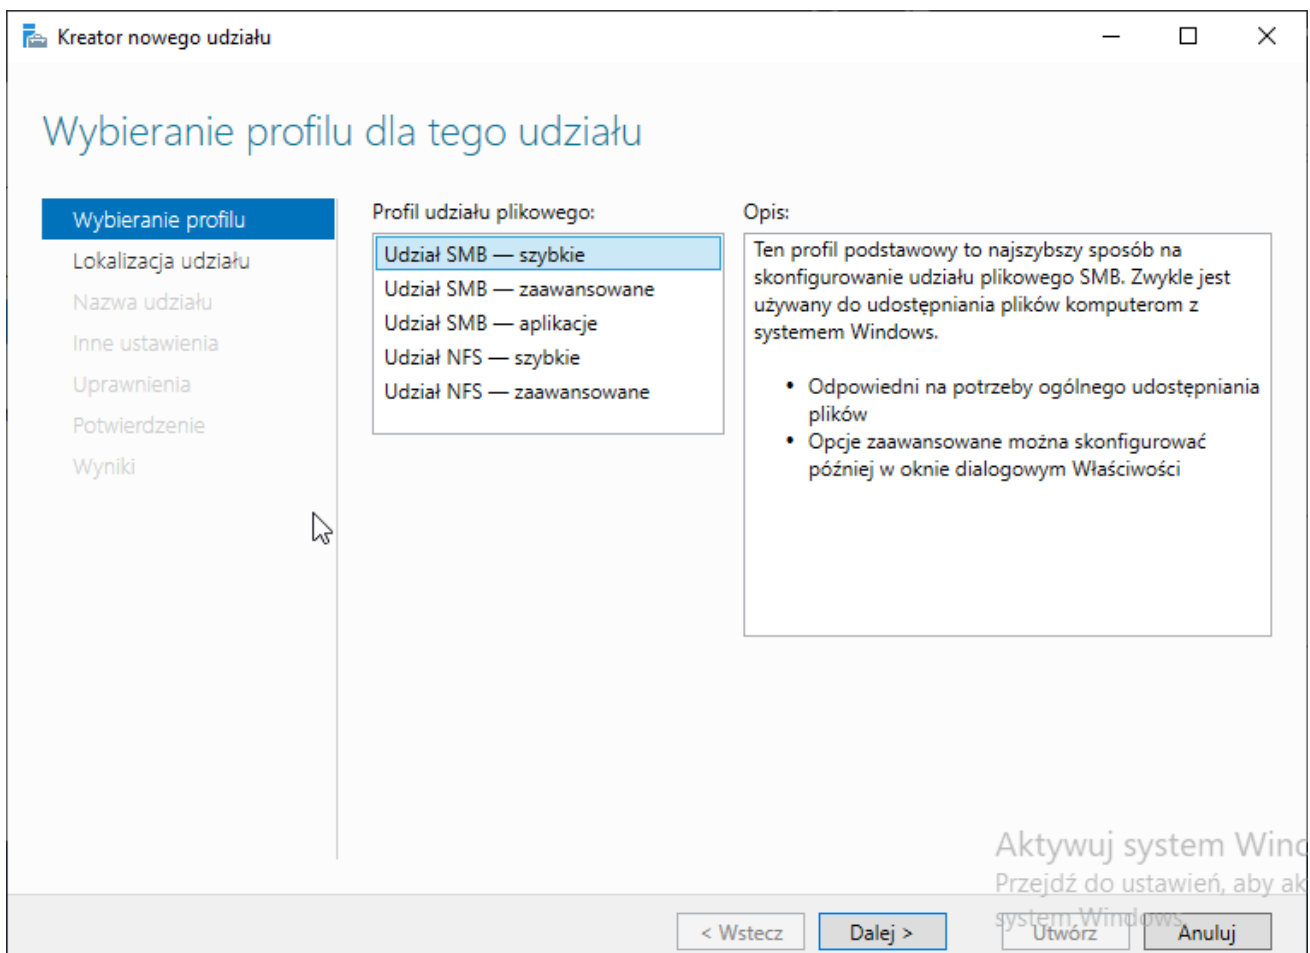 Kreator nowego udziału
Wybieranie profilu dla tego udziału
Wybieranie profilu
Lokalizacja udziału
Nazwa udziału
Inne ustawienia
Uprawnienia
Potwierdzenie
Wyniki
Profil udziału plikowego:
Udział SMB — szybkie
Udział SMB — zaawansowane
Udział SMB — aplikacje
Udział NFS — szybkie
Udział NFS — zaawansowane
Opis:
Ten profil podstawowy to najszybszy sposób na
skonfigurowanie udziału plikowego SMB. Zwykle jest
używany do udostępniania plików komputerom z
systemem Windows.
• Odpowiedni na potrzeby ogólnego udostępniania
plików
• Opcje zaawansowane można skonfigurować
później w oknie dialogowym Właściwości
Aktywuj system Wind
Przejdź do ustawień, aby ak
system Windows.
< Wstecz
Dalej >
Utwórz
Anuluj